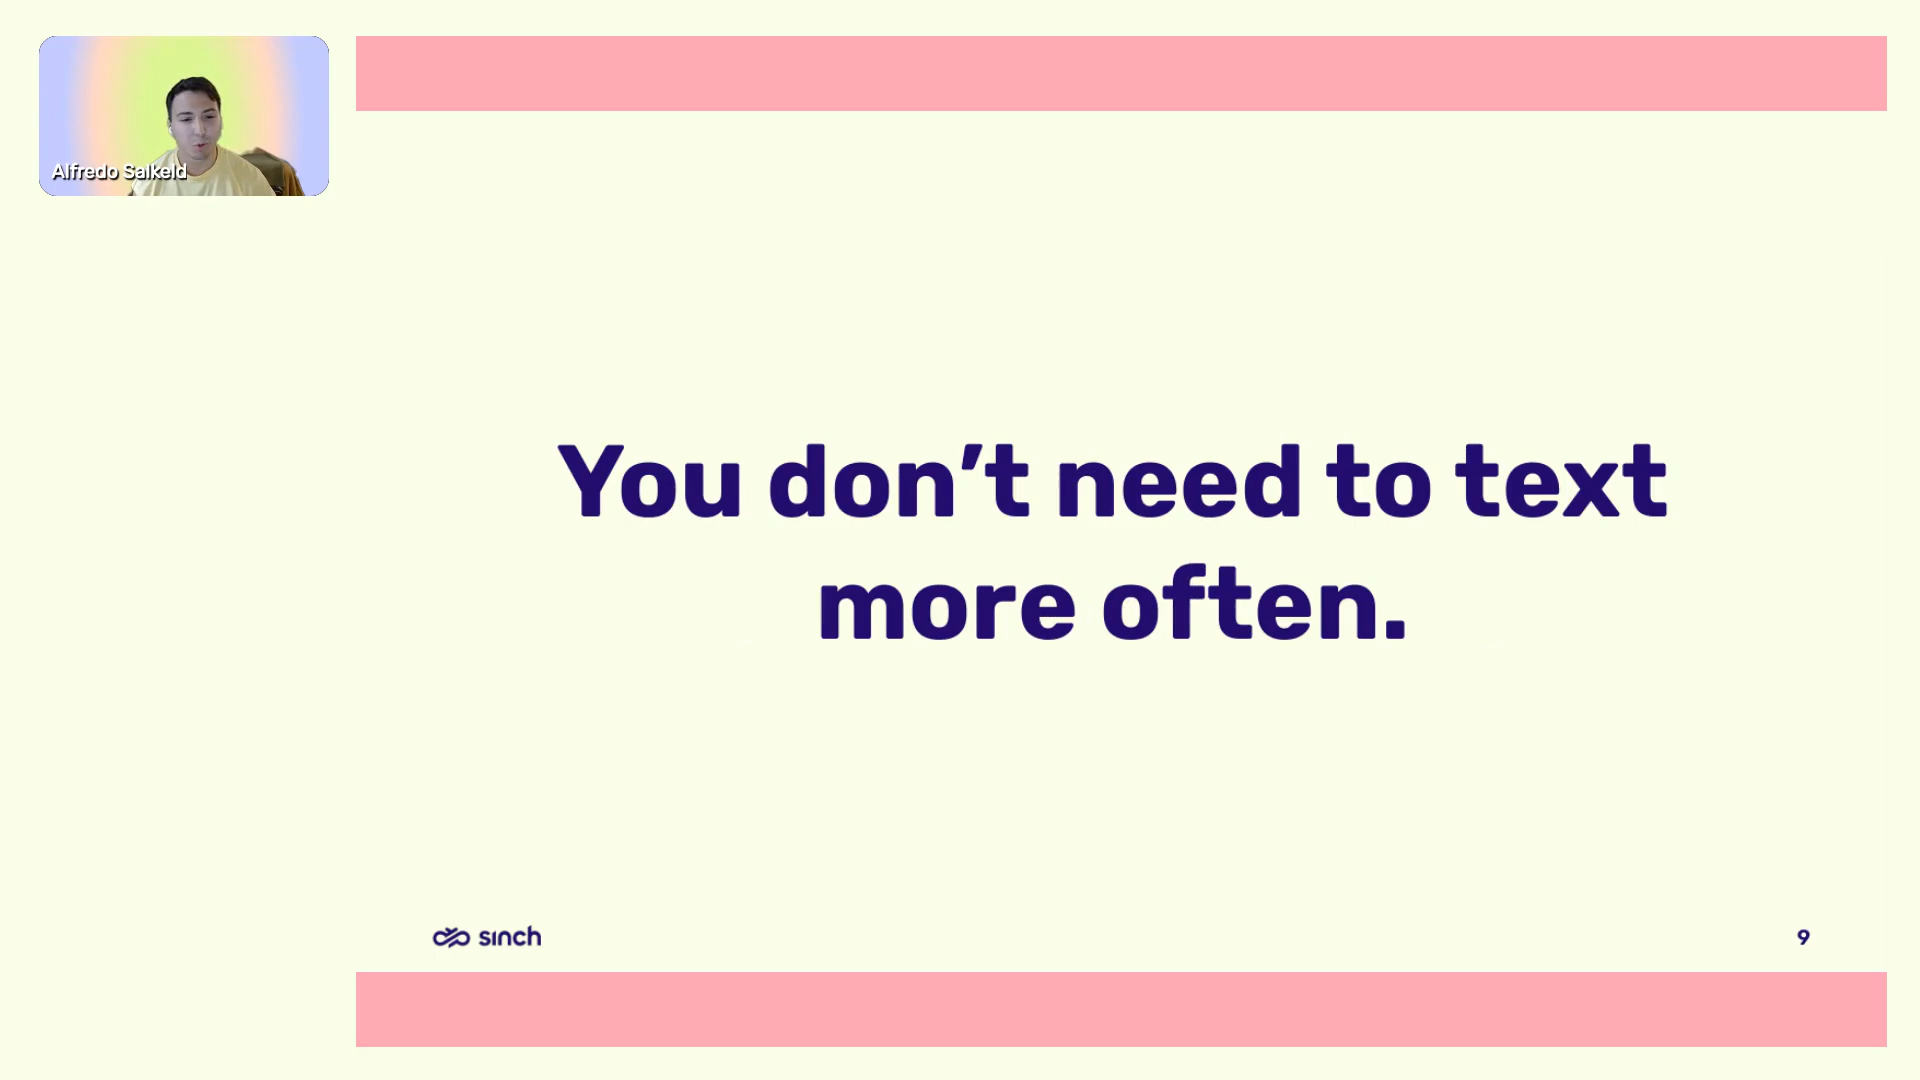 Alfredo Salkeld
You don’t need to text
more often.
sinch
9